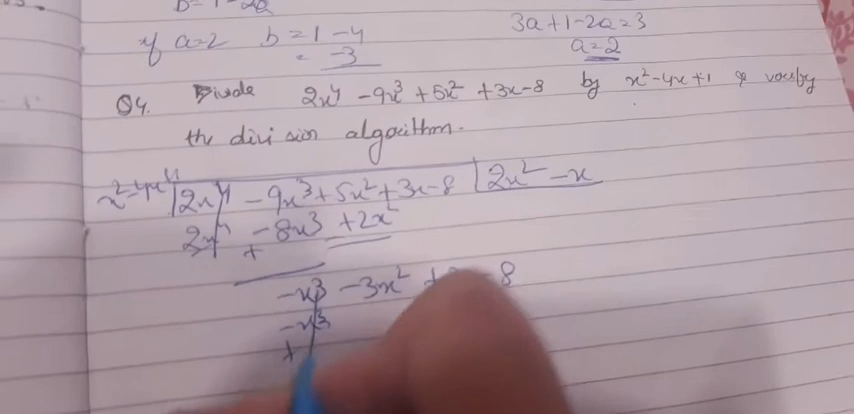 b = 1 - 2a
3a + 1 - 2a = 3
if a = 2 b = 1 - 4
a = 2
= -3
Q4. Divide 2x⁴ - 9x³ + 5x² + 3x - 8 by x² - 4x + 1 &
the division algorithm.
x² - 4x + 1 2x⁴ - 9x³ + 5x² + 3x - 8 2x² - x
2x⁴ - 8x³ + 2x²
+
-x³ - 3x² + - 8
-x³
+